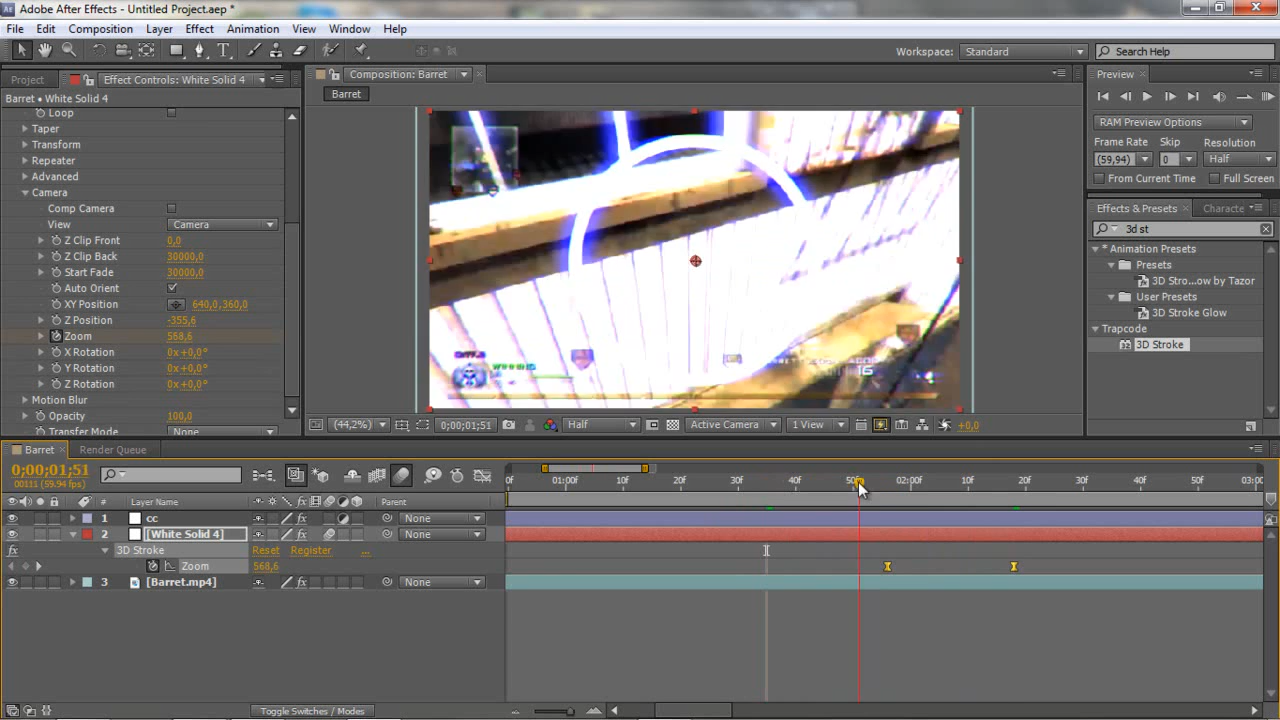 Adobe After Effects - Untitled Project.aep *
File Edit Composition Layer Effect Animation View Window Help
Workspace: Standard Search Help
Project Effect Controls: White Solid 4
Composition: Barret
Preview
Barret • White Solid 4
Barret
Loop
Taper
Transform
Repeater
Advanced
Camera
Comp Camera
View Camera
Z Clip Front 0,0
Z Clip Back 30000,0
Start Fade 30000,0
Auto Orient
XY Position 640,0,360,0
Z Position -355,6
Zoom 568,6
X Rotation 0x+0,0°
Y Rotation 0x+0,0°
Z Rotation 0x+0,0°
Motion Blur
Opacity 100,0
Transfer Mode None
16
RAM Preview Options
Frame Rate Skip Resolution
(59,94) 0 Half
From Current Time Full Screen
Effects & Presets Characte
3d st
* Animation Presets
Presets
3D Stro...ow by Tazor
User Presets
3D Stroke Glow
Trapcode
3D Stroke
(44,2%) 0;00;01;51 Half Active Camera 1 View +0,0
Barret Render Queue
0;00;01;51
00111 (59.94 fps)
# Layer Name Parent
0f 01:00f 10f 20f 30f 40f 50f 02:00f 10f 20f 30f 40f 50f 03:00
1 cc None
2 [White Solid 4] None
3D Stroke Reset Register ...
Zoom 568,6
3 [Barret.mp4] None
Toggle Switches / Modes